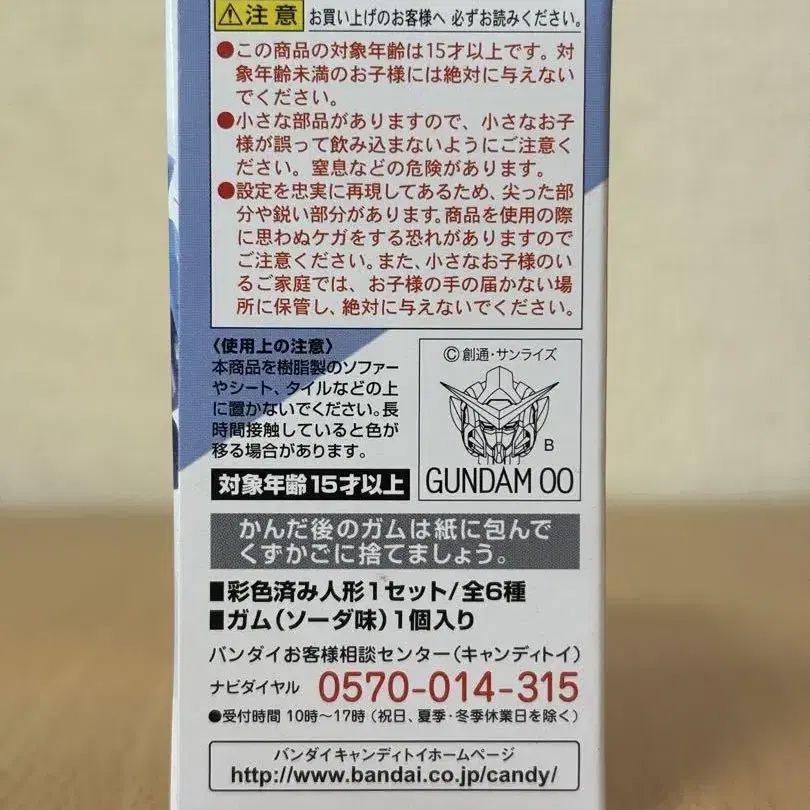 ⚠注意 お買い上げのお客様へ 必ずお読みください。
●この商品の対象年齢は15才以上です。対
象年齢未満のお子様には絶対に与えない
でください。
●小さな部品がありますので、小さなお子
様が誤って飲み込まないようにご注意く
ださい。窒息などの危険があります。
●設定を忠実に再現してあるため、尖った部
分や鋭い部分があります。商品を使用の際
に思わぬケガをする恐れがありますので
ご注意ください。また、小さなお子様のい
るご家庭では、お子様の手の届かない場
所に保管し、絶対に与えないでください。
〈使用上の注意〉
本商品を樹脂製のソファー
やシート、タイルなどの上
に置かないでください。長
時間接触していると色が
移る場合があります。
対象年齢15才以上
©創通・サンライズ
B
GUNDAM 00
かんだ後のガムは紙に包んで
くずかごに捨てましょう。
■彩色済み人形1セット/全6種
■ガム(ソーダ味)1個入り
バンダイお客様相談センター(キャンディトイ)
ナビダイヤル 0570-014-315
●受付時間 10時〜17時(祝日、夏季・冬季休業日を除く)
バンダイキャンディトイホームページ
http://www.bandai.co.jp/candy/